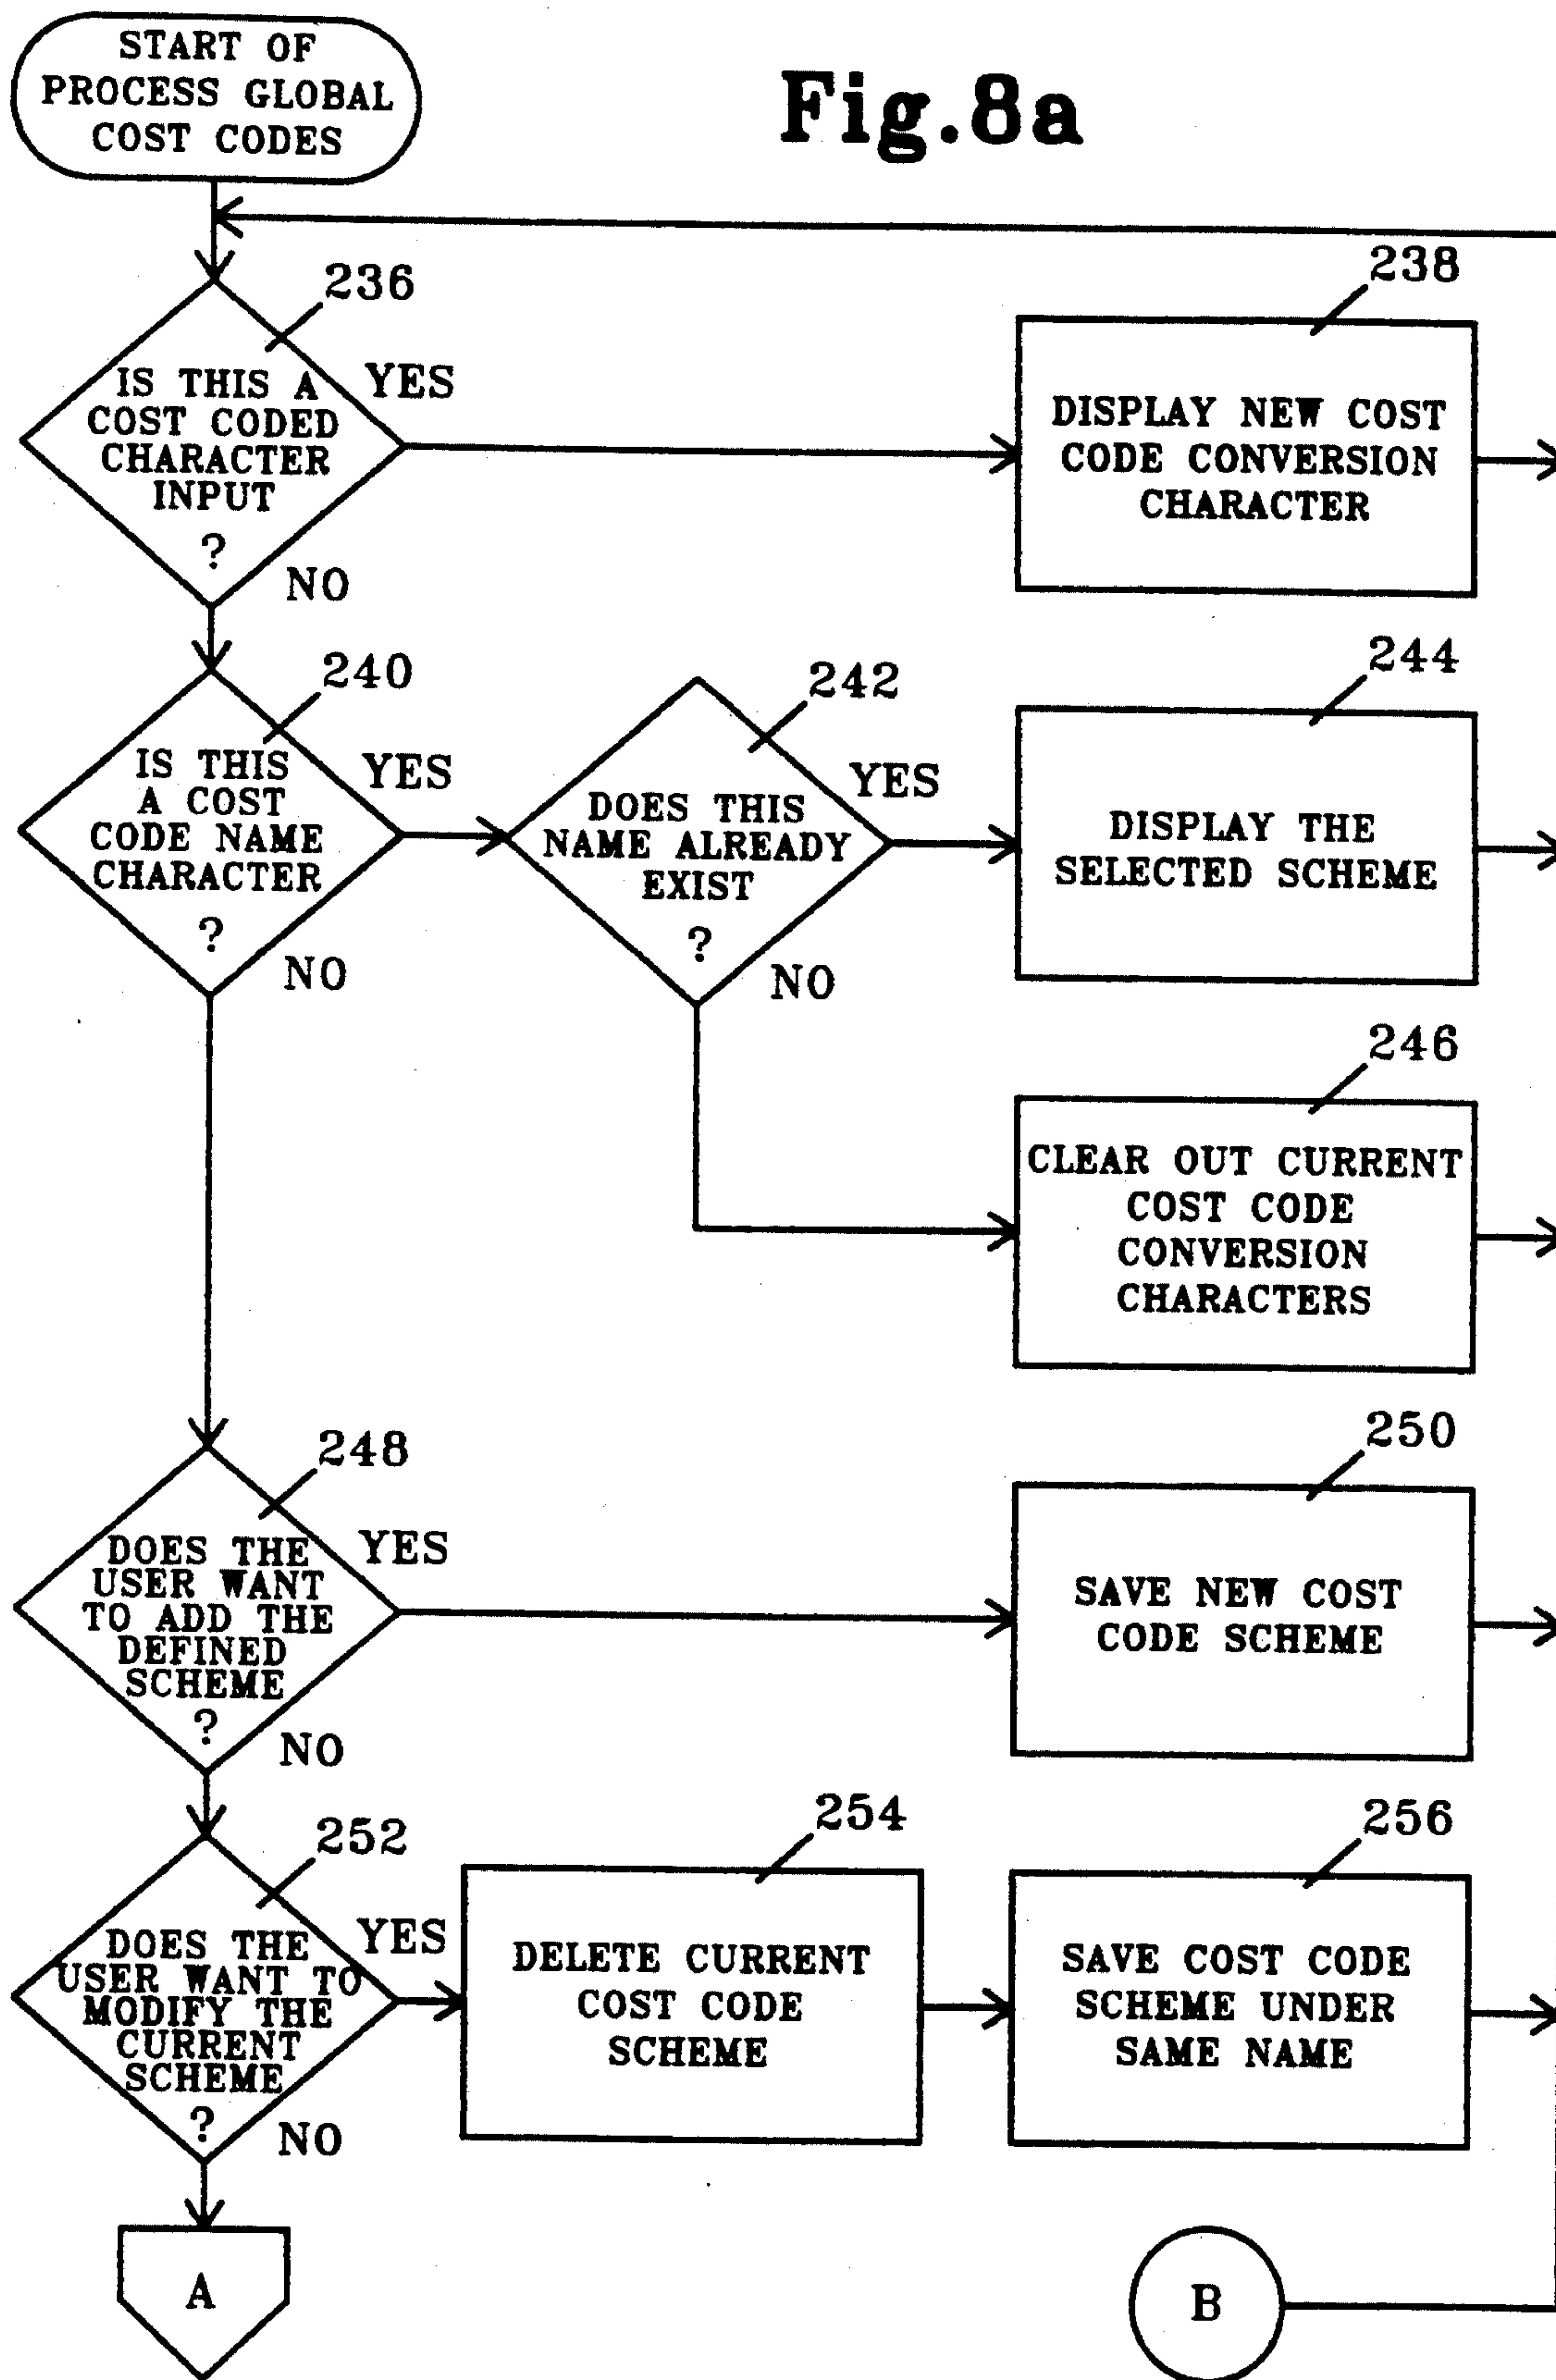 START OF
PROCESS GLOBAL
COST CODES
Fig.8a
236
IS THIS A
COST CODED
CHARACTER
INPUT
?
YES
NO
238
DISPLAY NEW COST
CODE CONVERSION
CHARACTER
240
IS THIS
A COST
CODE NAME
CHARACTER
?
YES
NO
242
DOES THIS
NAME ALREADY
EXIST
?
YES
NO
244
DISPLAY THE
SELECTED SCHEME
246
CLEAR OUT CURRENT
COST CODE
CONVERSION
CHARACTERS
248
DOES THE
USER WANT
TO ADD THE
DEFINED
SCHEME
?
YES
NO
250
SAVE NEW COST
CODE SCHEME
252
DOES THE
USER WANT TO
MODIFY THE
CURRENT
SCHEME
?
YES
NO
254
DELETE CURRENT
COST CODE
SCHEME
256
SAVE COST CODE
SCHEME UNDER
SAME NAME
A
B